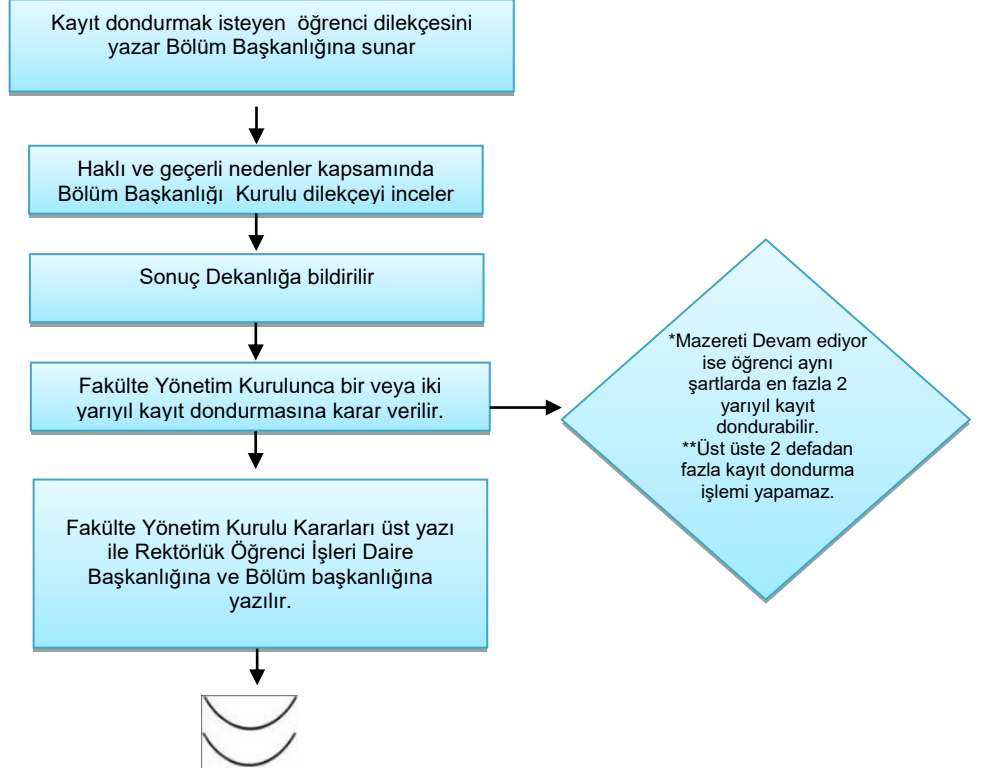 Kayıt dondurmak isteyen öğrenci dilekçesini
yazar Bölüm Başkanlığına sunar
Haklı ve geçerli nedenler kapsamında
Bölüm Başkanlığı Kurulu dilekçeyi inceler
Sonuç Dekanlığa bildirilir
Fakülte Yönetim Kurulunca bir veya iki
yarıyıl kayıt dondurmasına karar verilir.
*Mazereti Devam ediyor
ise öğrenci aynı
şartlarda en fazla 2
yarıyıl kayıt
dondurabilir.
**Üst üste 2 defadan
fazla kayıt dondurma
işlemi yapamaz.
Fakülte Yönetim Kurulu Kararları üst yazı
ile Rektörlük Öğrenci İşleri Daire
Başkanlığına ve Bölüm başkanlığına
yazılır.